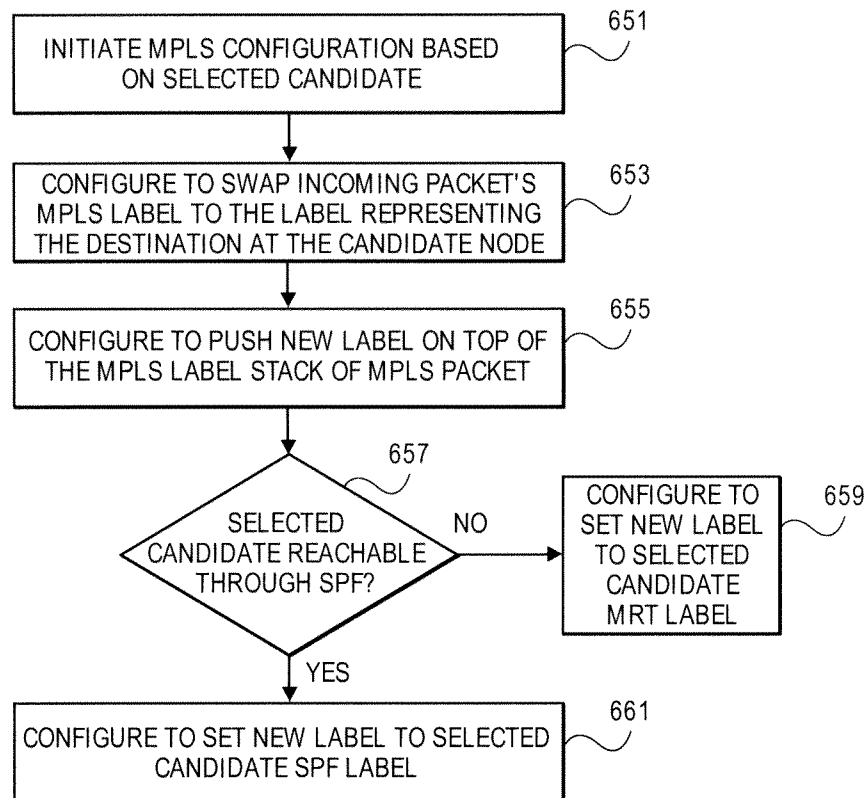 651
INITIATE MPLS CONFIGURATION BASED
ON SELECTED CANDIDATE
653
CONFIGURE TO SWAP INCOMING PACKET'S
MPLS LABEL TO THE LABEL REPRESENTING
THE DESTINATION AT THE CANDIDATE NODE
655
CONFIGURE TO PUSH NEW LABEL ON TOP OF
THE MPLS LABEL STACK OF MPLS PACKET
657
SELECTED
CANDIDATE REACHABLE
THROUGH SPF?
NO
659
CONFIGURE TO
SET NEW LABEL
TO SELECTED
CANDIDATE
MRT LABEL
YES
661
CONFIGURE TO SET NEW LABEL TO SELECTED
CANDIDATE SPF LABEL